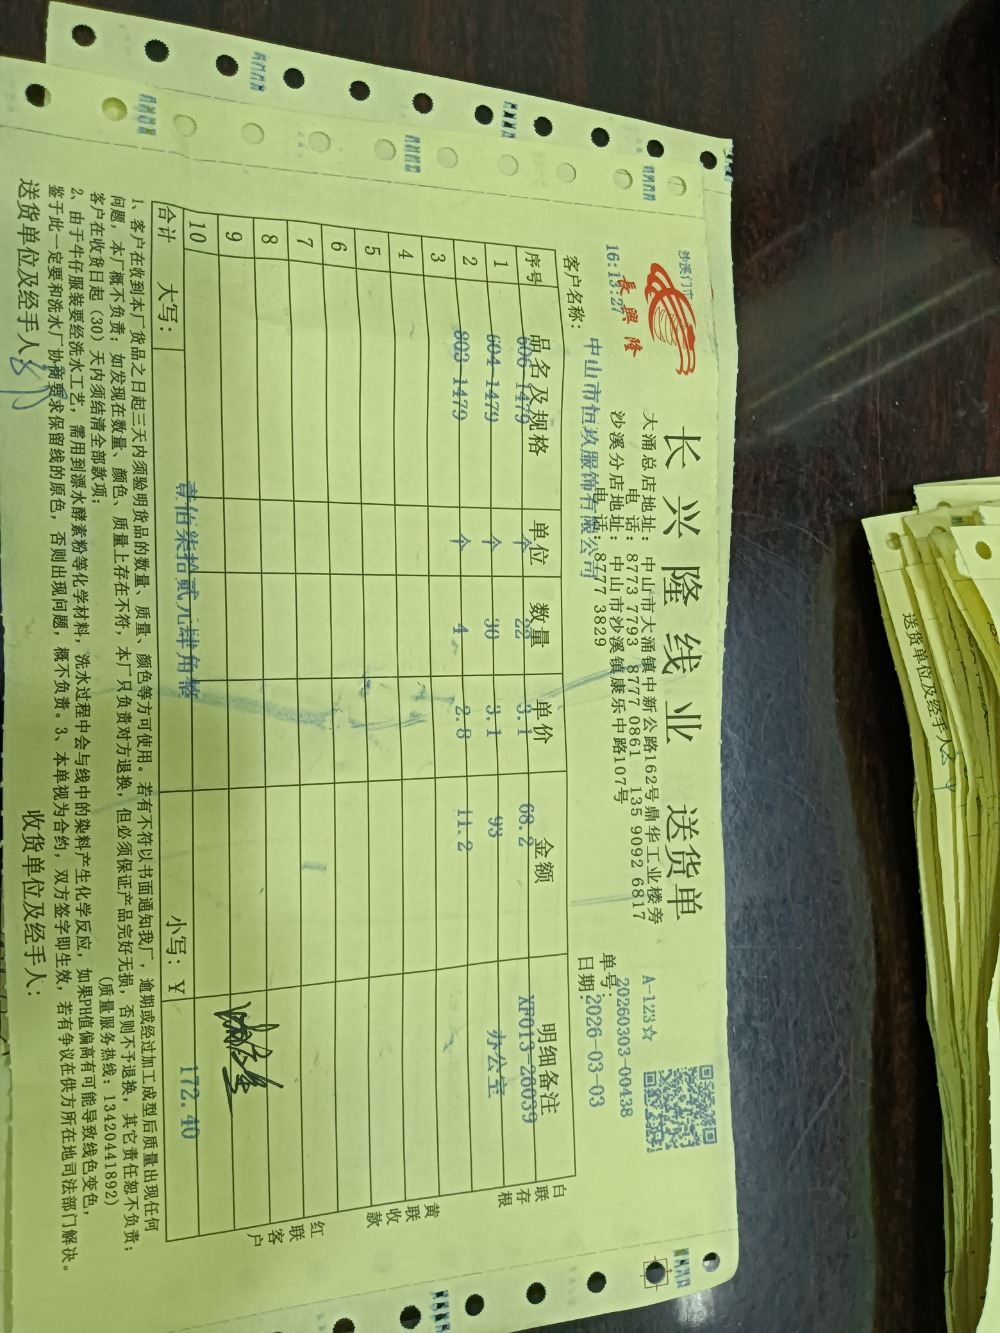 沙溪门市
16:13:27
長興隆
长兴隆线业 送货单
A-123☆
大涌总店地址: 中山市大涌镇中新公路162号鼎华工业楼旁
电 话: 8773 7793 8777 0861 135 9092 6817
沙溪分店地址: 中山市沙溪镇康乐中路107号
电 话: 8777 3829
单号: 20260303-00438
日期: 2026-03-03
客户名称: 中山市恒玖服饰有限公司
序号 品名及规格 单位 数量 单价 金额 明细备注
606 1479 个 22 3.1 68.2 XF013-26039
1 604 1479 个 30 3.1 93 办公室
2 803 1479 个 4 2.8 11.2
3
4
5
6
7
8
9
10
合计 大写: 壹佰柒拾贰元肆角整 小写: Y 172.40
白联存根
黄联收款
红联客户
1、客户在收到本厂货品之日起三天内须验明货品的数量、质量、颜色等方可使用。若有不符以书面通知我厂，逾期或经过加工成型后质量出现任何
问题，本厂概不负责；如发现在数量、颜色、质量上存在不符，本厂只负责对方退换，但必须保证产品完好无损，否则不予退换，其它责任恕不负责；
客户在收货日起（30）天内须结清全部款项； (质量服务热线: 13420441892)
2、由于牛仔服装要经洗水工艺，需用到漂水酵素粉等化学材料，洗水过程中会与线中的染料产生化学反应，如果PH值偏高有可能导致线色变色，
鉴于此一定要和洗水厂协商要求保留线的原色，否则出现问题，概不负责。3、本单视为合约，双方签字即生效，若有争议在供方所在地司法部门解决。
送货单位及经手人: 收货单位及经手人:
送货单位及经手人